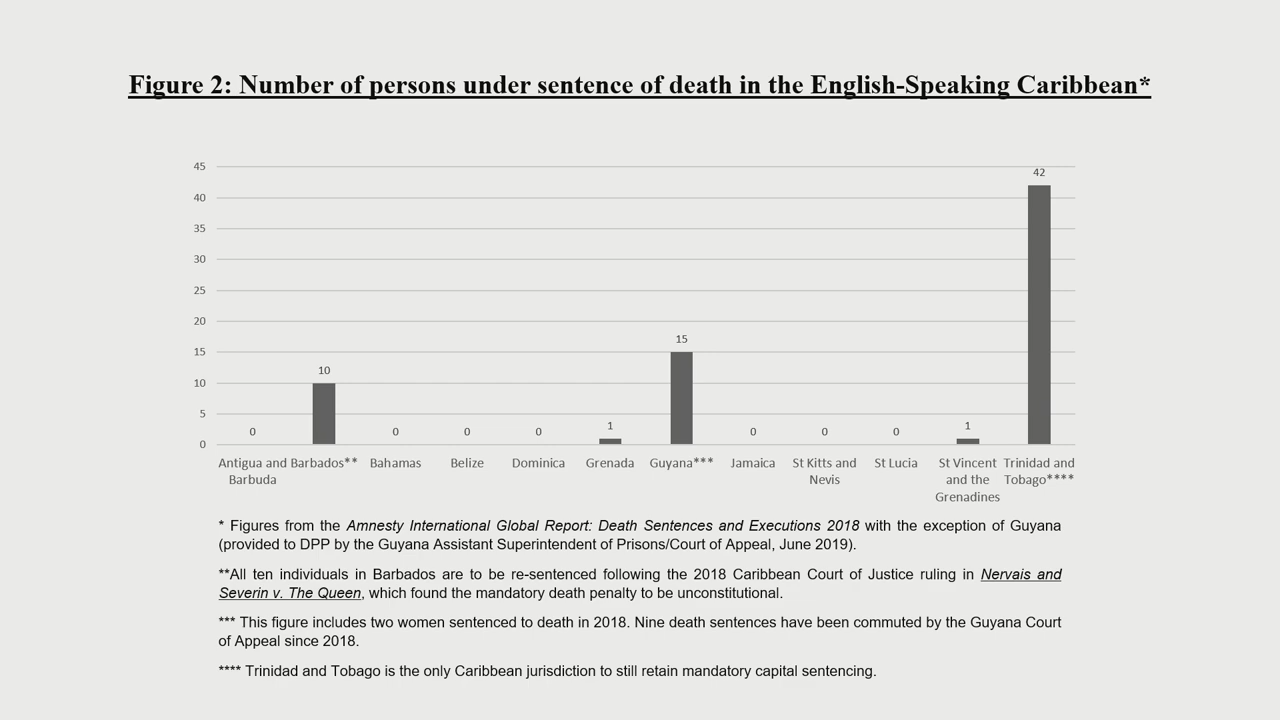 Figure 2: Number of persons under sentence of death in the English-Speaking Caribbean*
45
40
35
30
25
20
15
10
5
0
0
10
0
0
0
1
15
0
0
0
1
42
Antigua and Barbuda
Barbados**
Bahamas
Belize
Dominica
Grenada
Guyana***
Jamaica
St Kitts and Nevis
St Lucia
St Vincent and the Grenadines
Trinidad and Tobago****
* Figures from the Amnesty International Global Report: Death Sentences and Executions 2018 with the exception of Guyana
(provided to DPP by the Guyana Assistant Superintendent of Prisons/Court of Appeal, June 2019).
**All ten individuals in Barbados are to be re-sentenced following the 2018 Caribbean Court of Justice ruling in Nervais and
Severin v. The Queen, which found the mandatory death penalty to be unconstitutional.
*** This figure includes two women sentenced to death in 2018. Nine death sentences have been commuted by the Guyana Court
of Appeal since 2018.
**** Trinidad and Tobago is the only Caribbean jurisdiction to still retain mandatory capital sentencing.